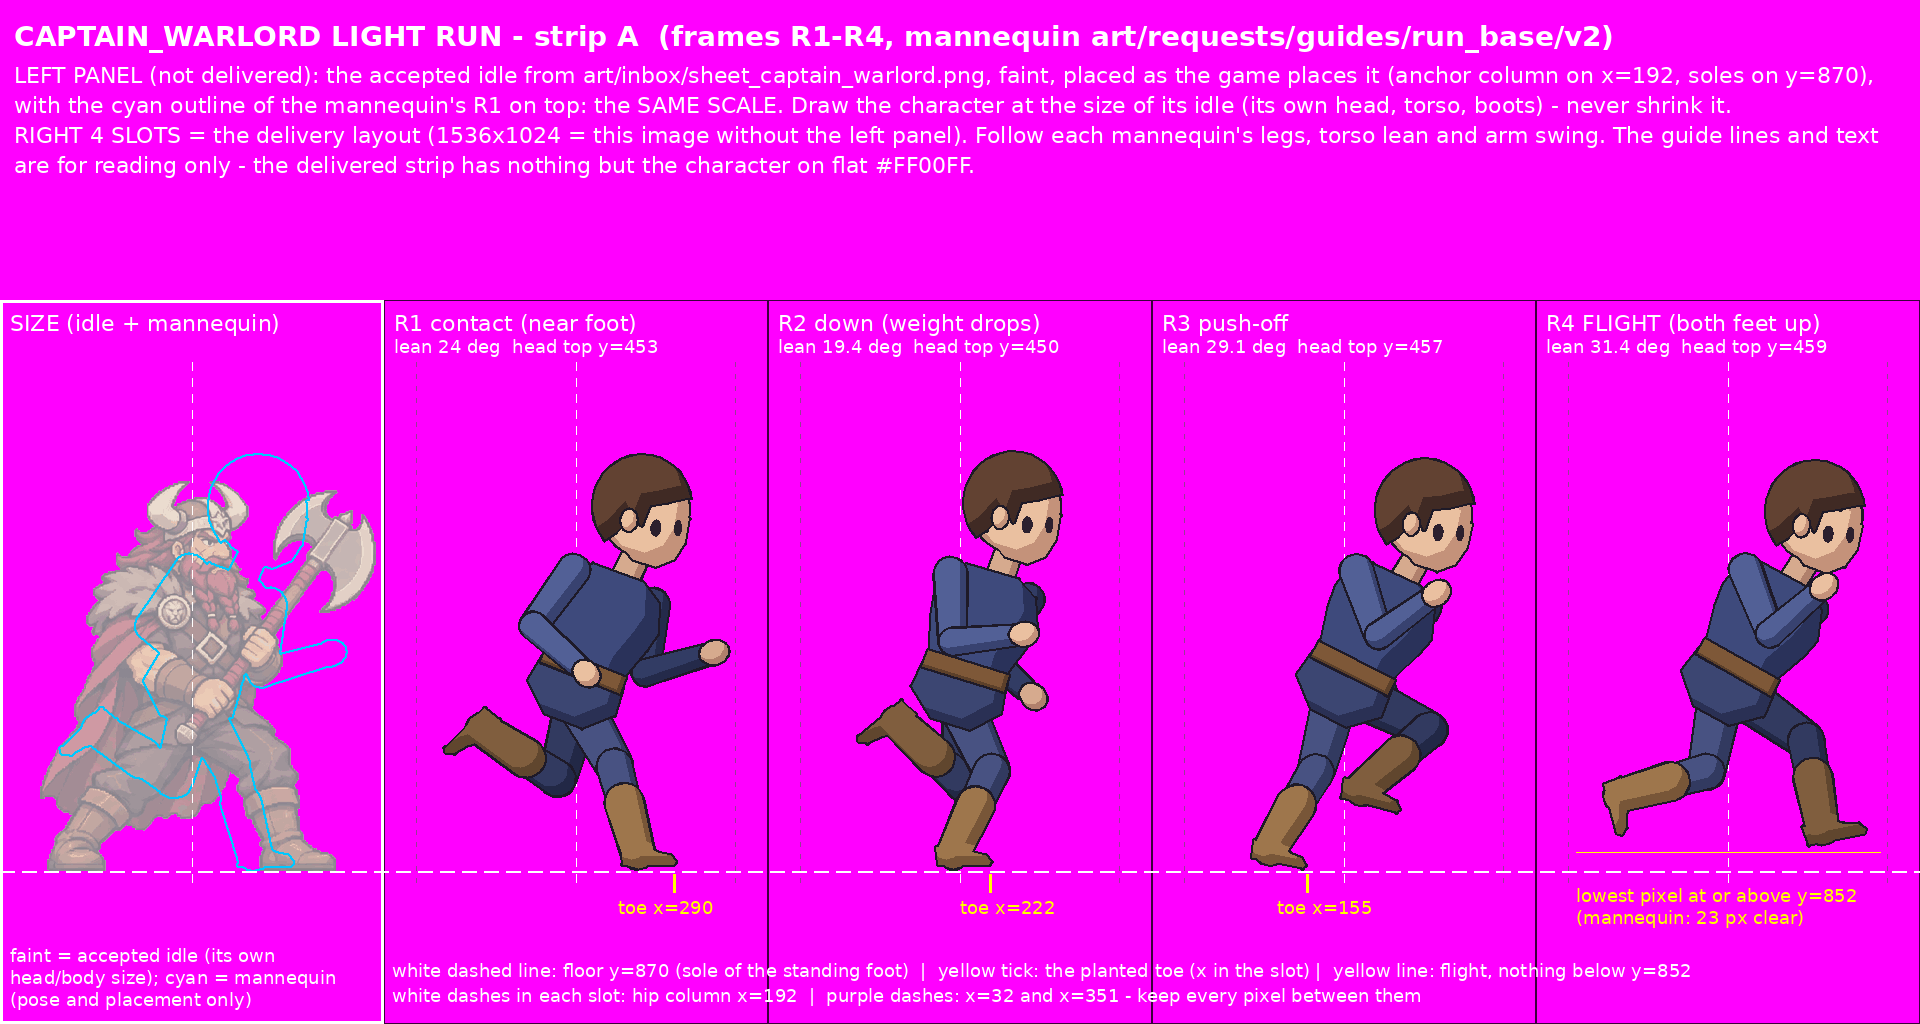 CAPTAIN_WARLORD LIGHT RUN - strip A  (frames R1-R4, mannequin art/requests/guides/run_base/v2)
LEFT PANEL (not delivered): the accepted idle from art/inbox/sheet_captain_warlord.png, faint, placed as the game places it (anchor column on x=192, soles on y=870),
with the cyan outline of the mannequin's R1 on top: the SAME SCALE. Draw the character at the size of its idle (its own head, torso, boots) - never shrink it.
RIGHT 4 SLOTS = the delivery layout (1536x1024 = this image without the left panel). Follow each mannequin's legs, torso lean and arm swing. The guide lines and text
are for reading only - the delivered strip has nothing but the character on flat #FF00FF.
SIZE (idle + mannequin)
R1 contact (near foot)
lean 24 deg  head top y=453
R2 down (weight drops)
lean 19.4 deg  head top y=450
R3 push-off
lean 29.1 deg  head top y=457
R4 FLIGHT (both feet up)
lean 31.4 deg  head top y=459
toe x=290
toe x=222
toe x=155
lowest pixel at or above y=852
(mannequin: 23 px clear)
faint = accepted idle (its own
head/body size); cyan = mannequin
(pose and placement only)
white dashed line: floor y=870 (sole of the standing foot)  |  yellow tick: the planted toe (x in the slot) |  yellow line: flight, nothing below y=852
white dashes in each slot: hip column x=192  |  purple dashes: x=32 and x=351 - keep every pixel between them